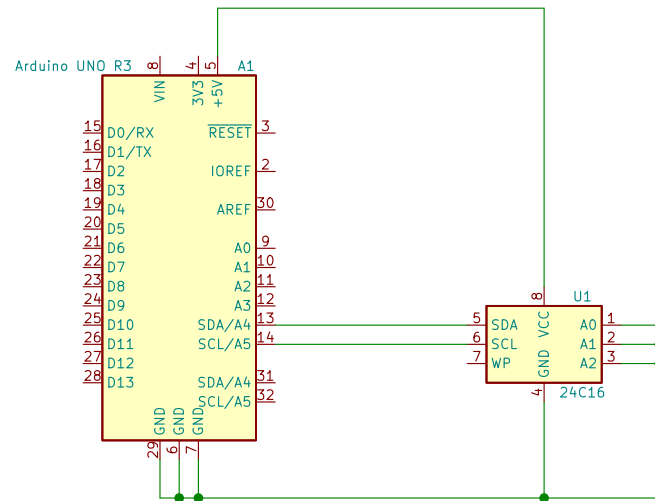 Arduino UNO R3
A1
8
4
5
VIN
3V3
+5V
15 D0/RX
16 D1/TX
17 D2
18 D3
19 D4
20 D5
21 D6
22 D7
23 D8
24 D9
25 D10
26 D11
27 D12
28 D13
RESET 3
IOREF 2
AREF 30
A0 9
A1 10
A2 11
A3 12
SDA/A4 13
SCL/A5 14
SDA/A4 31
SCL/A5 32
GND
GND
GND
29
6
7
U1
8
VCC
5 SDA
6 SCL
7 WP
A0 1
A1 2
A2 3
GND
4
24C16